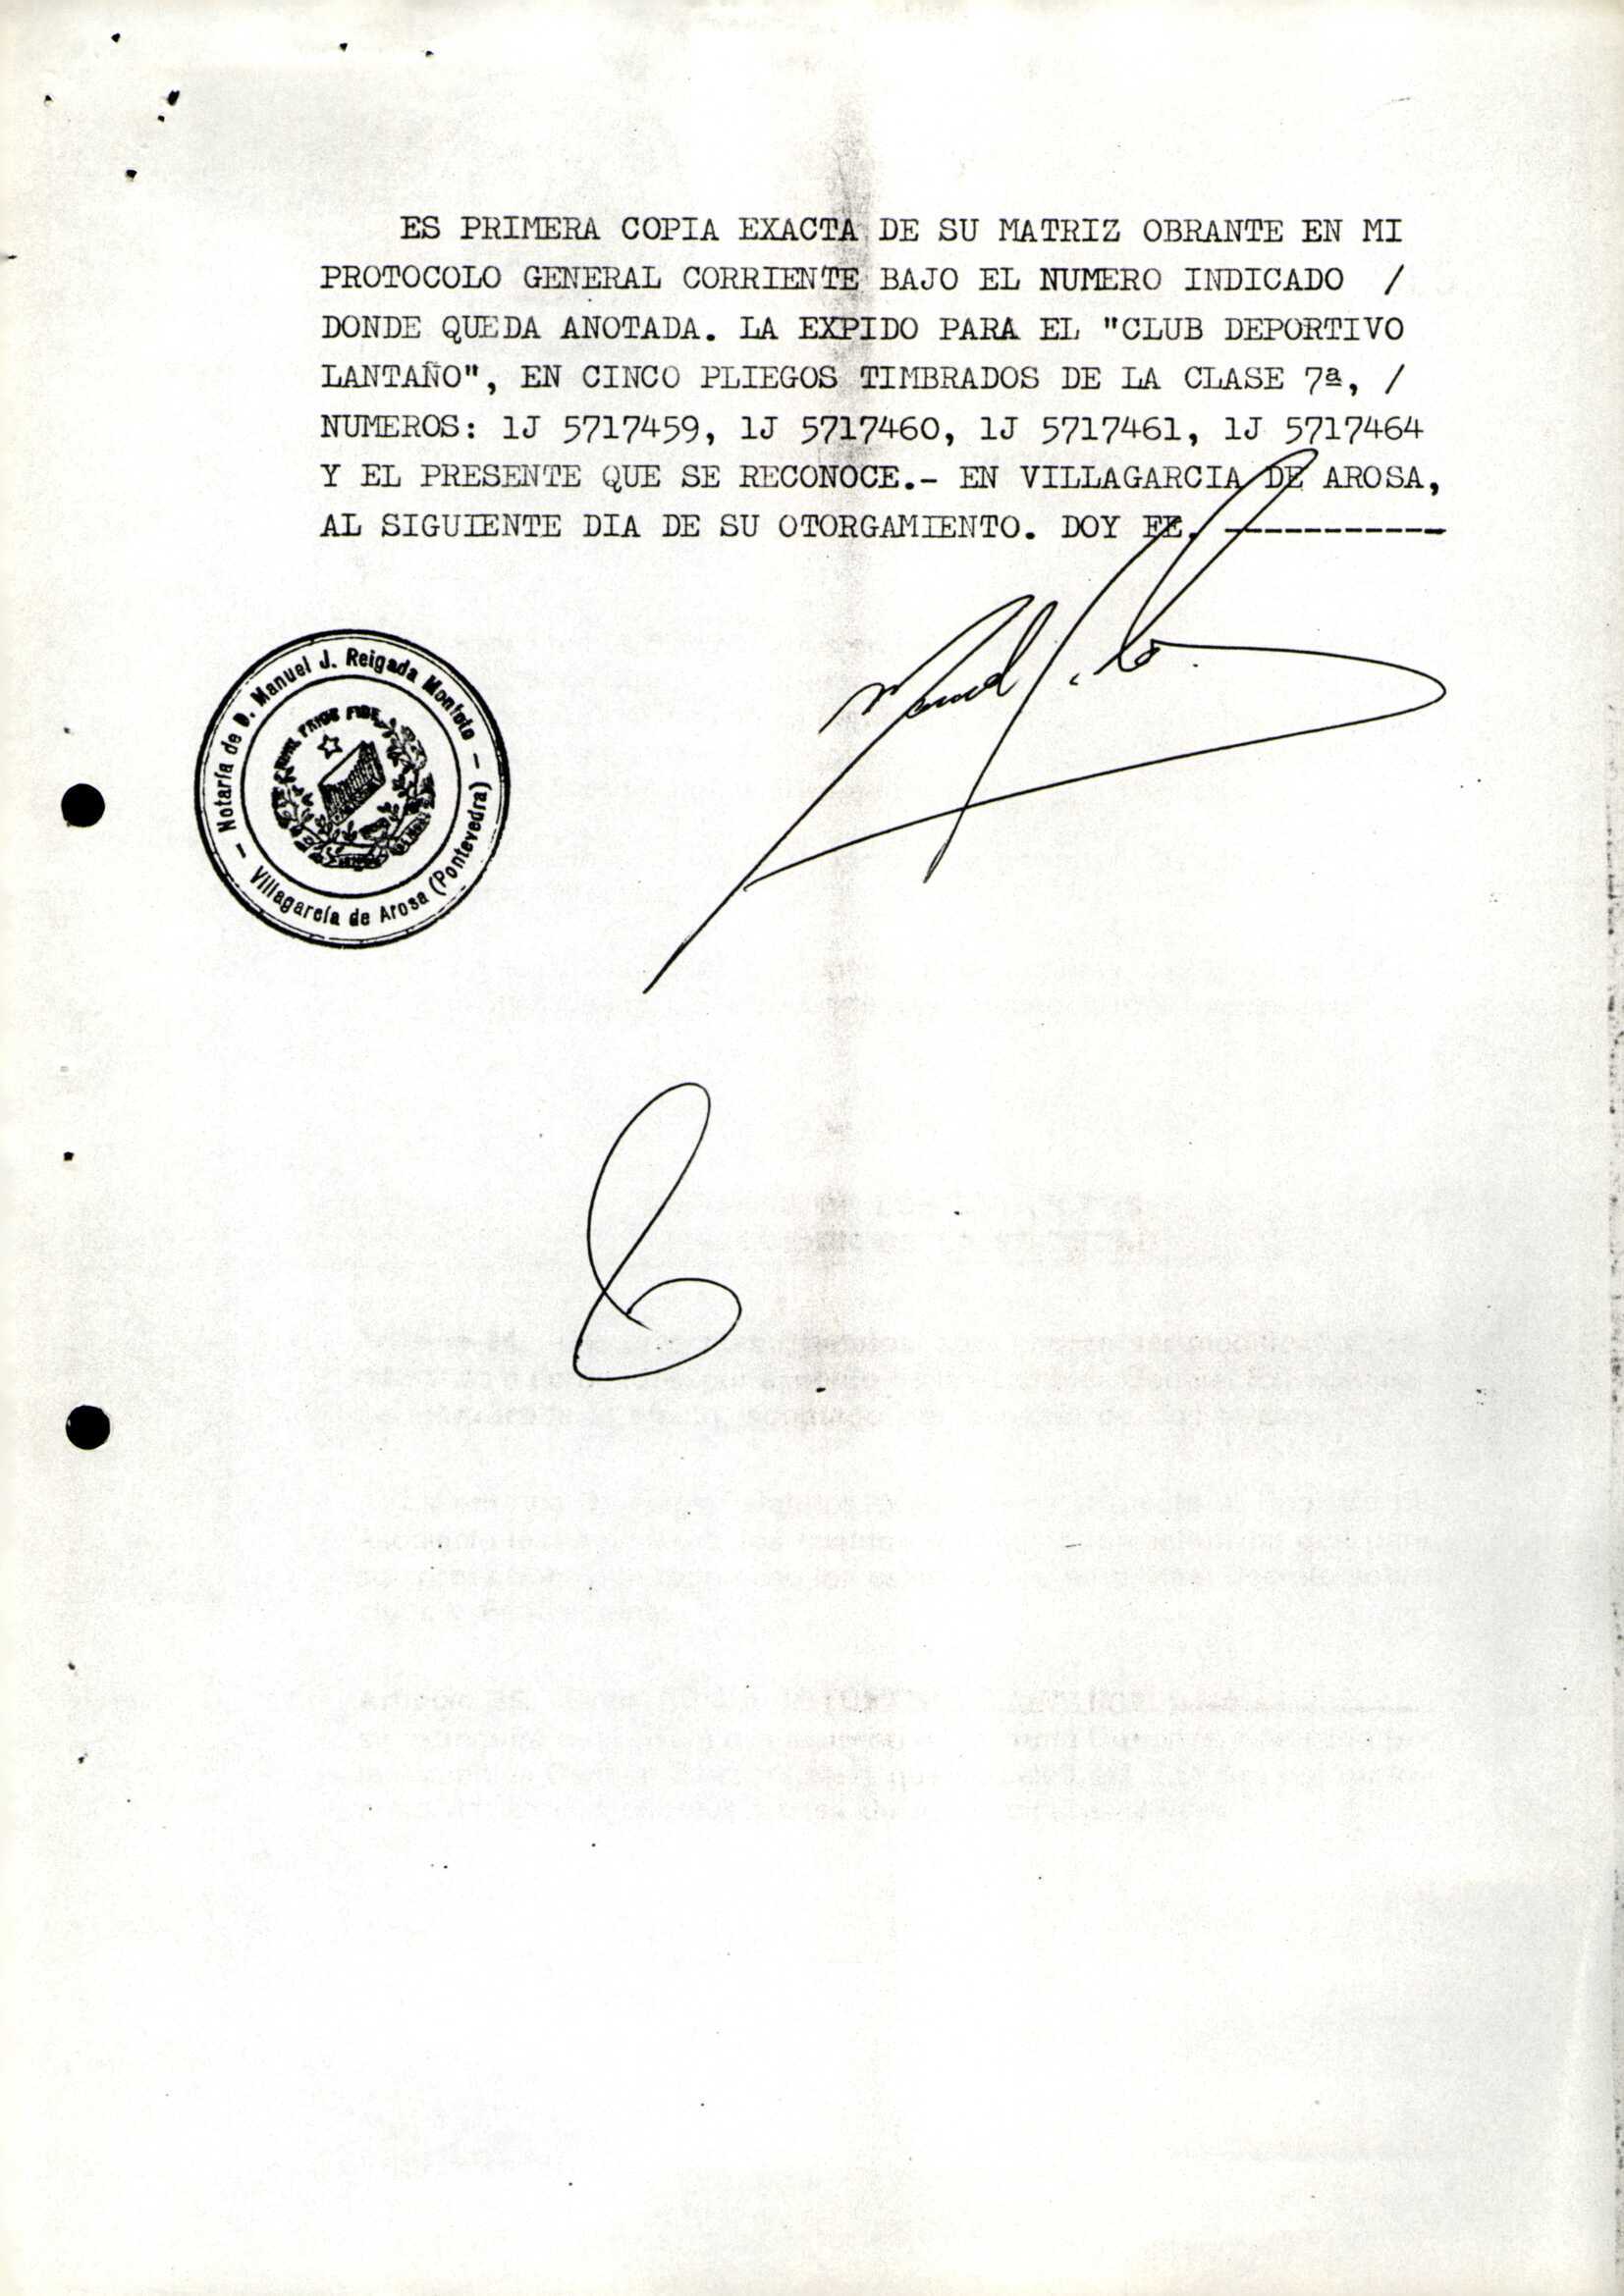 ES PRIMERA COPIA EXACTA DE SU MATRIZ OBRANTE EN MI
PROTOCOLO GENERAL CORRIENTE BAJO EL NUMERO INDICADO /
DONDE QUEDA ANOTADA. LA EXPIDO PARA EL "CLUB DEPORTIVO
LANTAÑO", EN CINCO PLIEGOS TIMBRADOS DE LA CLASE 7ª, /
NUMEROS: 1J 5717459, 1J 5717460, 1J 5717461, 1J 5717464
Y EL PRESENTE QUE SE RECONOCE.- EN VILLAGARCIA DE AROSA,
AL SIGUIENTE DIA DE SU OTORGAMIENTO. DOY FE. -----------
– Notaría de D. Manuel J. Reigada Montoto –
Villagarcía de Arosa (Pontevedra)
Manuel